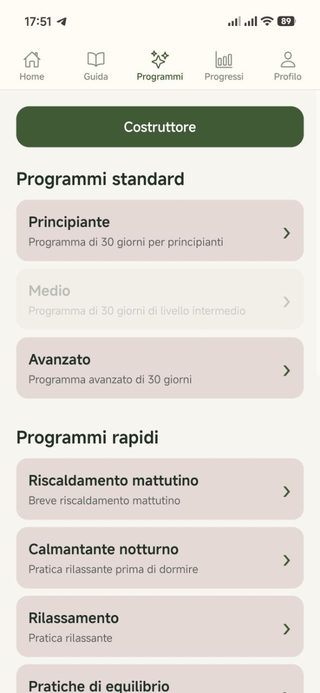 17:51
89
Home
Guida
Programmi
Progressi
Profilo
Costruttore
Programmi standard
Principiante
Programma di 30 giorni per principianti
Medio
Programma di 30 giorni di livello intermedio
Avanzato
Programma avanzato di 30 giorni
Programmi rapidi
Riscaldamento mattutino
Breve riscaldamento mattutino
Calmantante notturno
Pratica rilassante prima di dormire
Rilassamento
Pratica rilassante
Pratiche di equilibrio